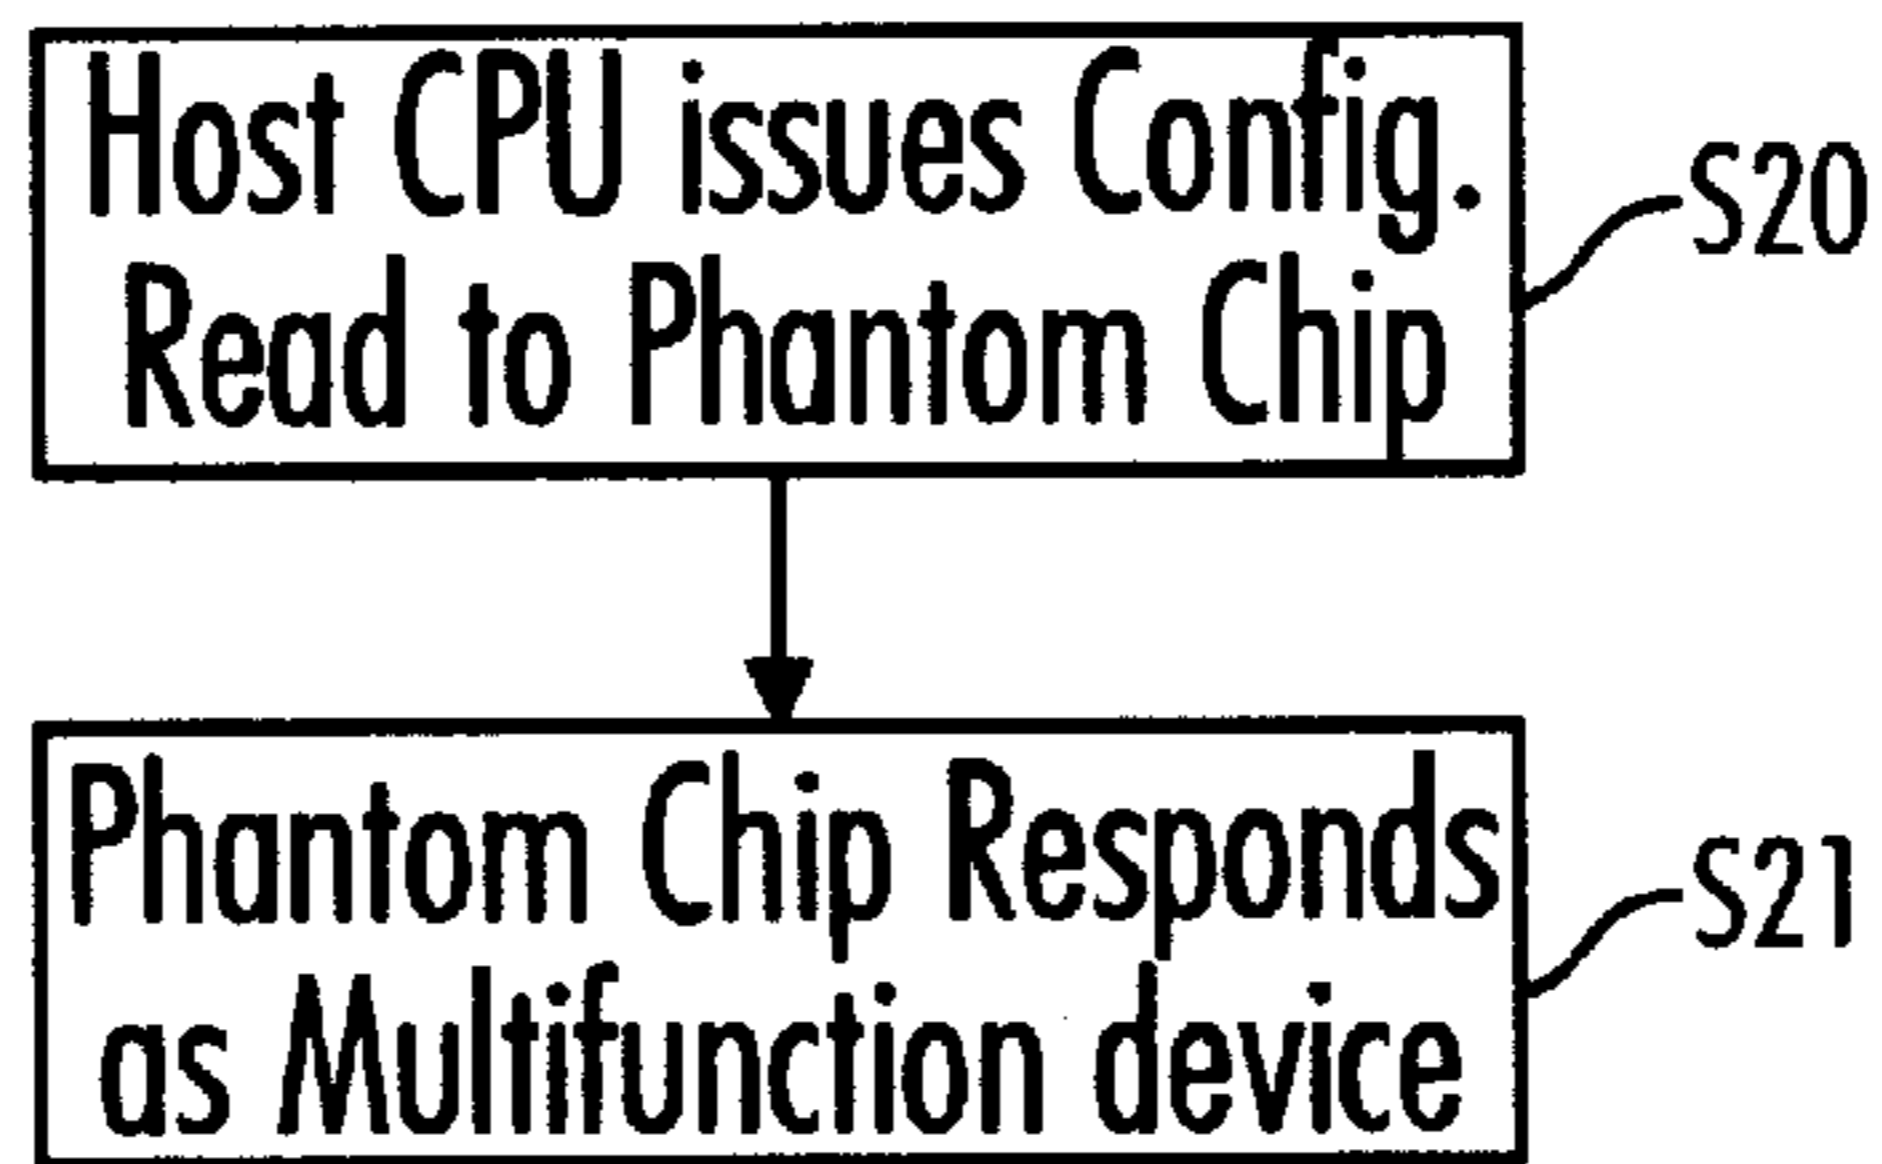 Host CPU issues Config.
Read to Phantom Chip
S20
Phantom Chip Responds
as Multifunction device
S21